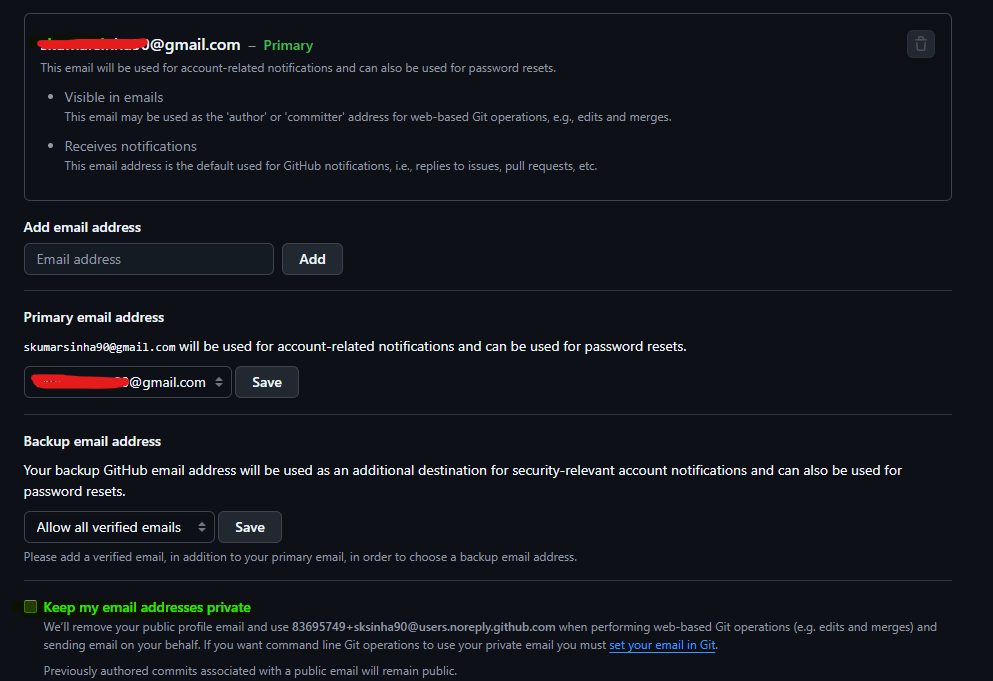 @gmail.com – Primary
This email will be used for account-related notifications and can also be used for password resets.
• Visible in emails
This email may be used as the 'author' or 'committer' address for web-based Git operations, e.g., edits and merges.
• Receives notifications
This email address is the default used for GitHub notifications, i.e., replies to issues, pull requests, etc.
Add email address
Email address Add
Primary email address
skumarsinha90@gmail.com will be used for account-related notifications and can be used for password resets.
@gmail.com Save
Backup email address
Your backup GitHub email address will be used as an additional destination for security-relevant account notifications and can also be used for
password resets.
Allow all verified emails Save
Please add a verified email, in addition to your primary email, in order to choose a backup email address.
Keep my email addresses private
We'll remove your public profile email and use 83695749+sksinha90@users.noreply.github.com when performing web-based Git operations (e.g. edits and merges) and
sending email on your behalf. If you want command line Git operations to use your private email you must set your email in Git.
Previously authored commits associated with a public email will remain public.